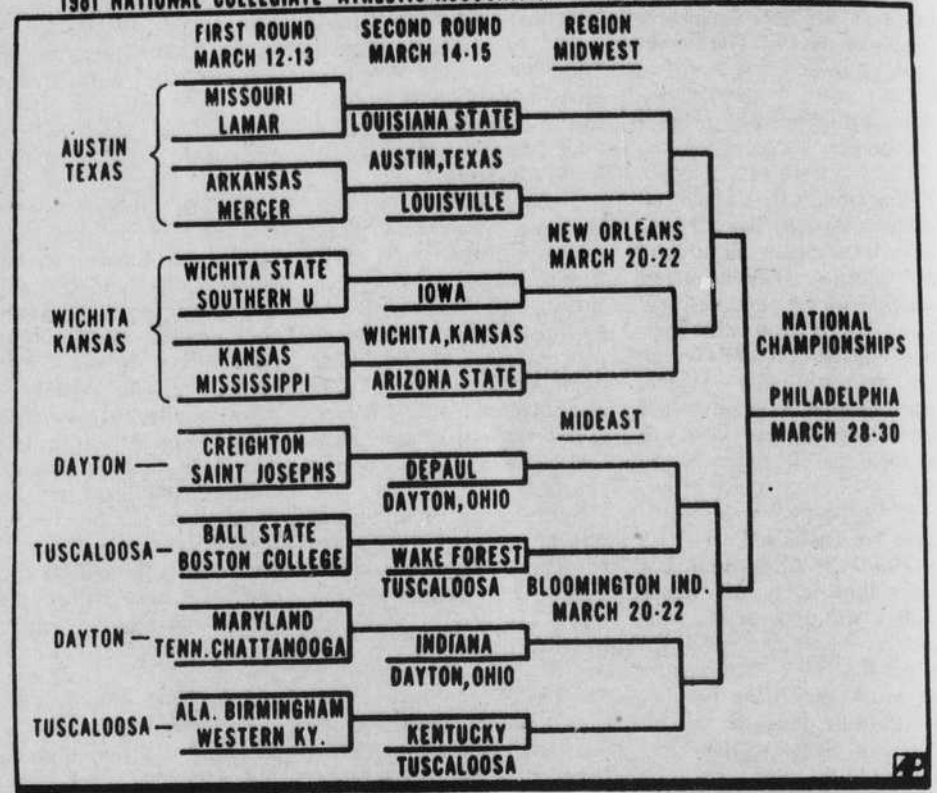 1981 NATIONAL COLLEGIATE ATHLETIC
FIRST ROUND
MARCH 12-13
SECOND ROUND
MARCH 14-15
REGION
MIDWEST
AUSTIN
TEXAS
MISSOURI
LAMAR
LOUISIANA STATE
AUSTIN, TEXAS
ARKANSAS
MERCER
LOUISVILLE
NEW ORLEANS
MARCH 20-22
WICHITA
KANSAS
WICHITA STATE
SOUTHERN U
IOWA
WICHITA, KANSAS
KANSAS
MISSISSIPPI
ARIZONA STATE
NATIONAL
CHAMPIONSHIPS
PHILADELPHIA
MARCH 28-30
MIDEAST
DAYTON —
CREIGHTON
SAINT JOSEPHS
DEPAUL
DAYTON, OHIO
TUSCALOOSA —
BALL STATE
BOSTON COLLEGE
WAKE FOREST
TUSCALOOSA
BLOOMINGTON IND.
MARCH 20-22
DAYTON —
MARYLAND
TENN. CHATTANOOGA
INDIANA
DAYTON, OHIO
TUSCALOOSA —
ALA. BIRMINGHAM
WESTERN KY.
KENTUCKY
TUSCALOOSA
AP